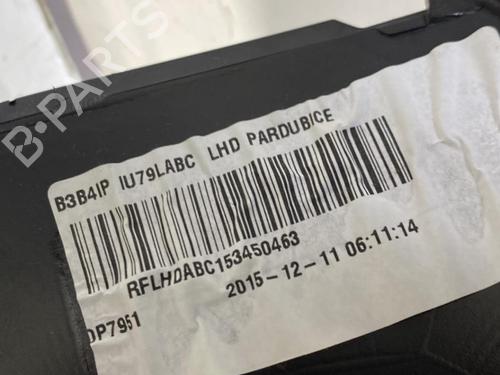 B3B4IP IU79LABC LHD PARDUBICE
RFLHDABC153450463
2015-12-11 06:11:14
DP7951
B-PARTS